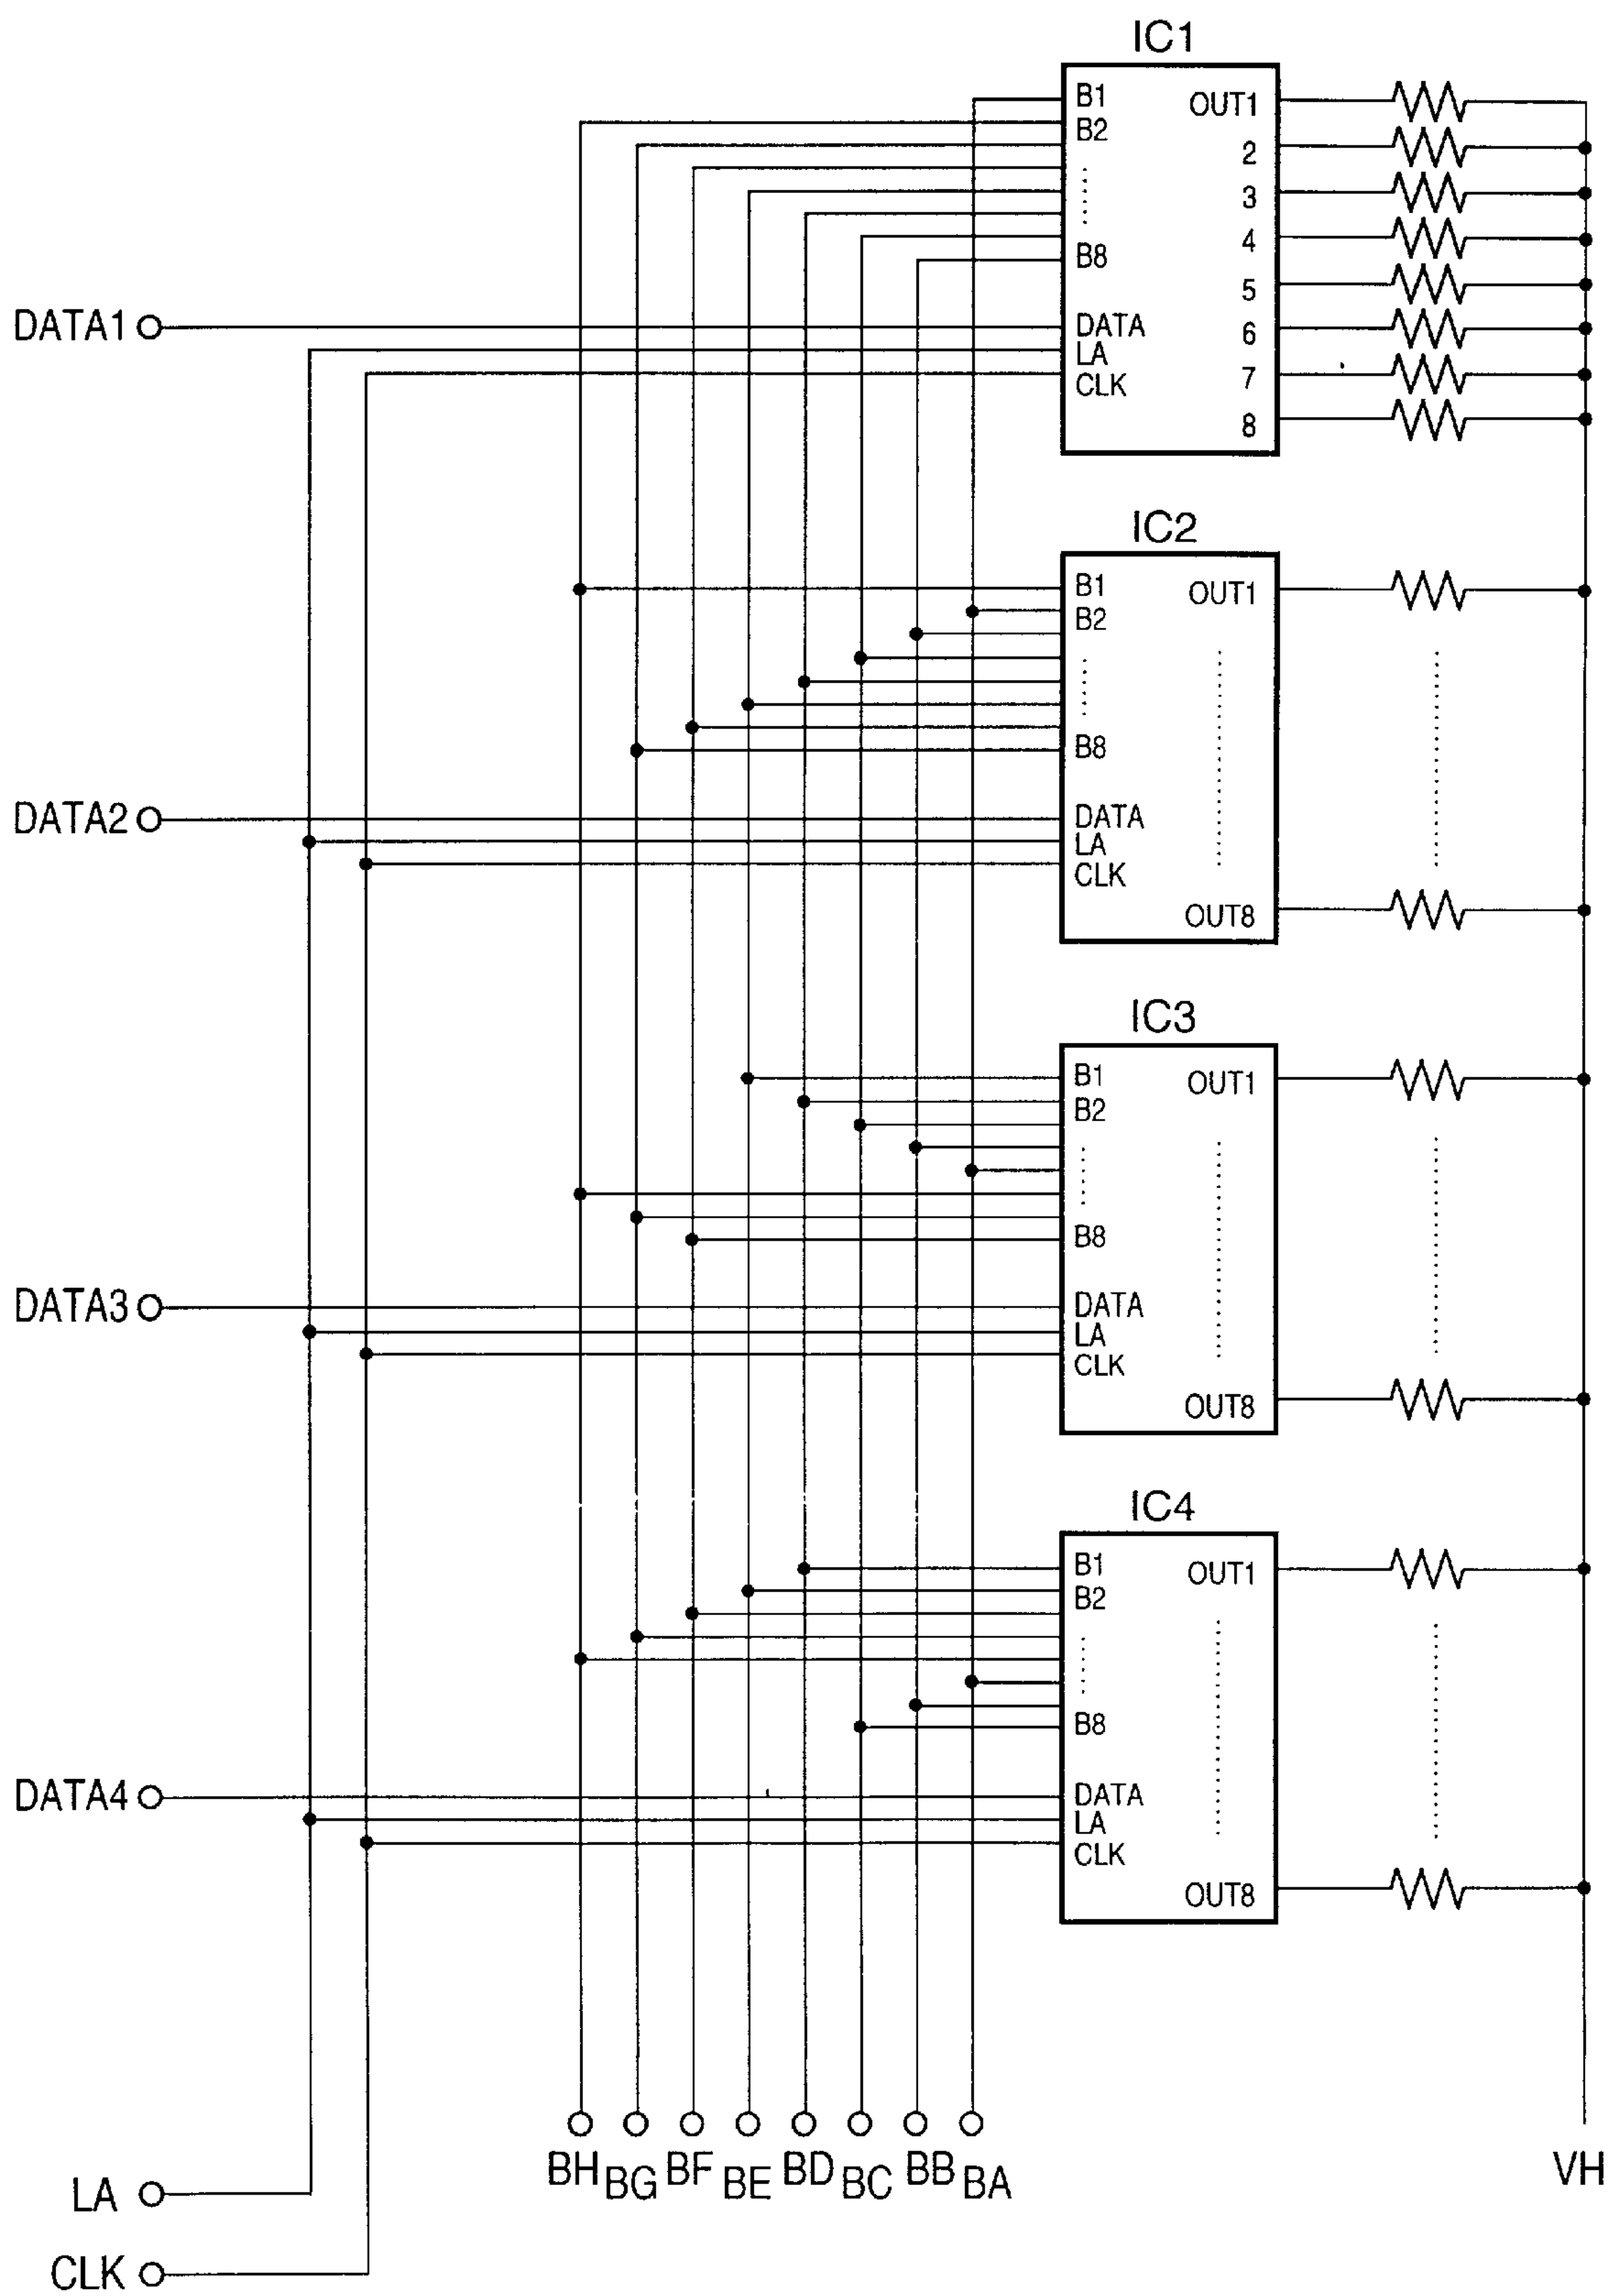 IC1
B1
OUT1
B2
2
3
4
B8
5
DATA1
DATA
6
LA
CLK
7
8
IC2
B1
OUT1
B2
B8
DATA2
DATA
LA
CLK
OUT8
IC3
B1
OUT1
B2
B8
DATA3
DATA
LA
CLK
OUT8
IC4
B1
OUT1
B2
B8
DATA4
DATA
LA
CLK
OUT8
BH BG BF BE BD BC BB BA
VH
LA
CLK